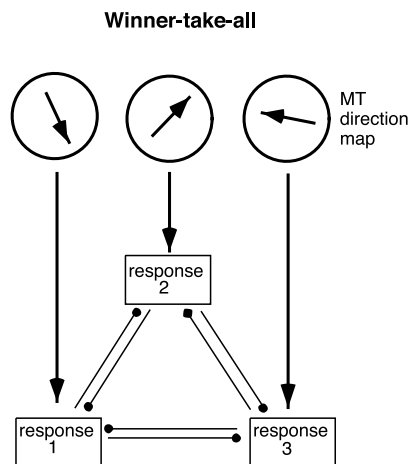 Winner-take-all
MT
direction
map
response
2
response
1
response
3